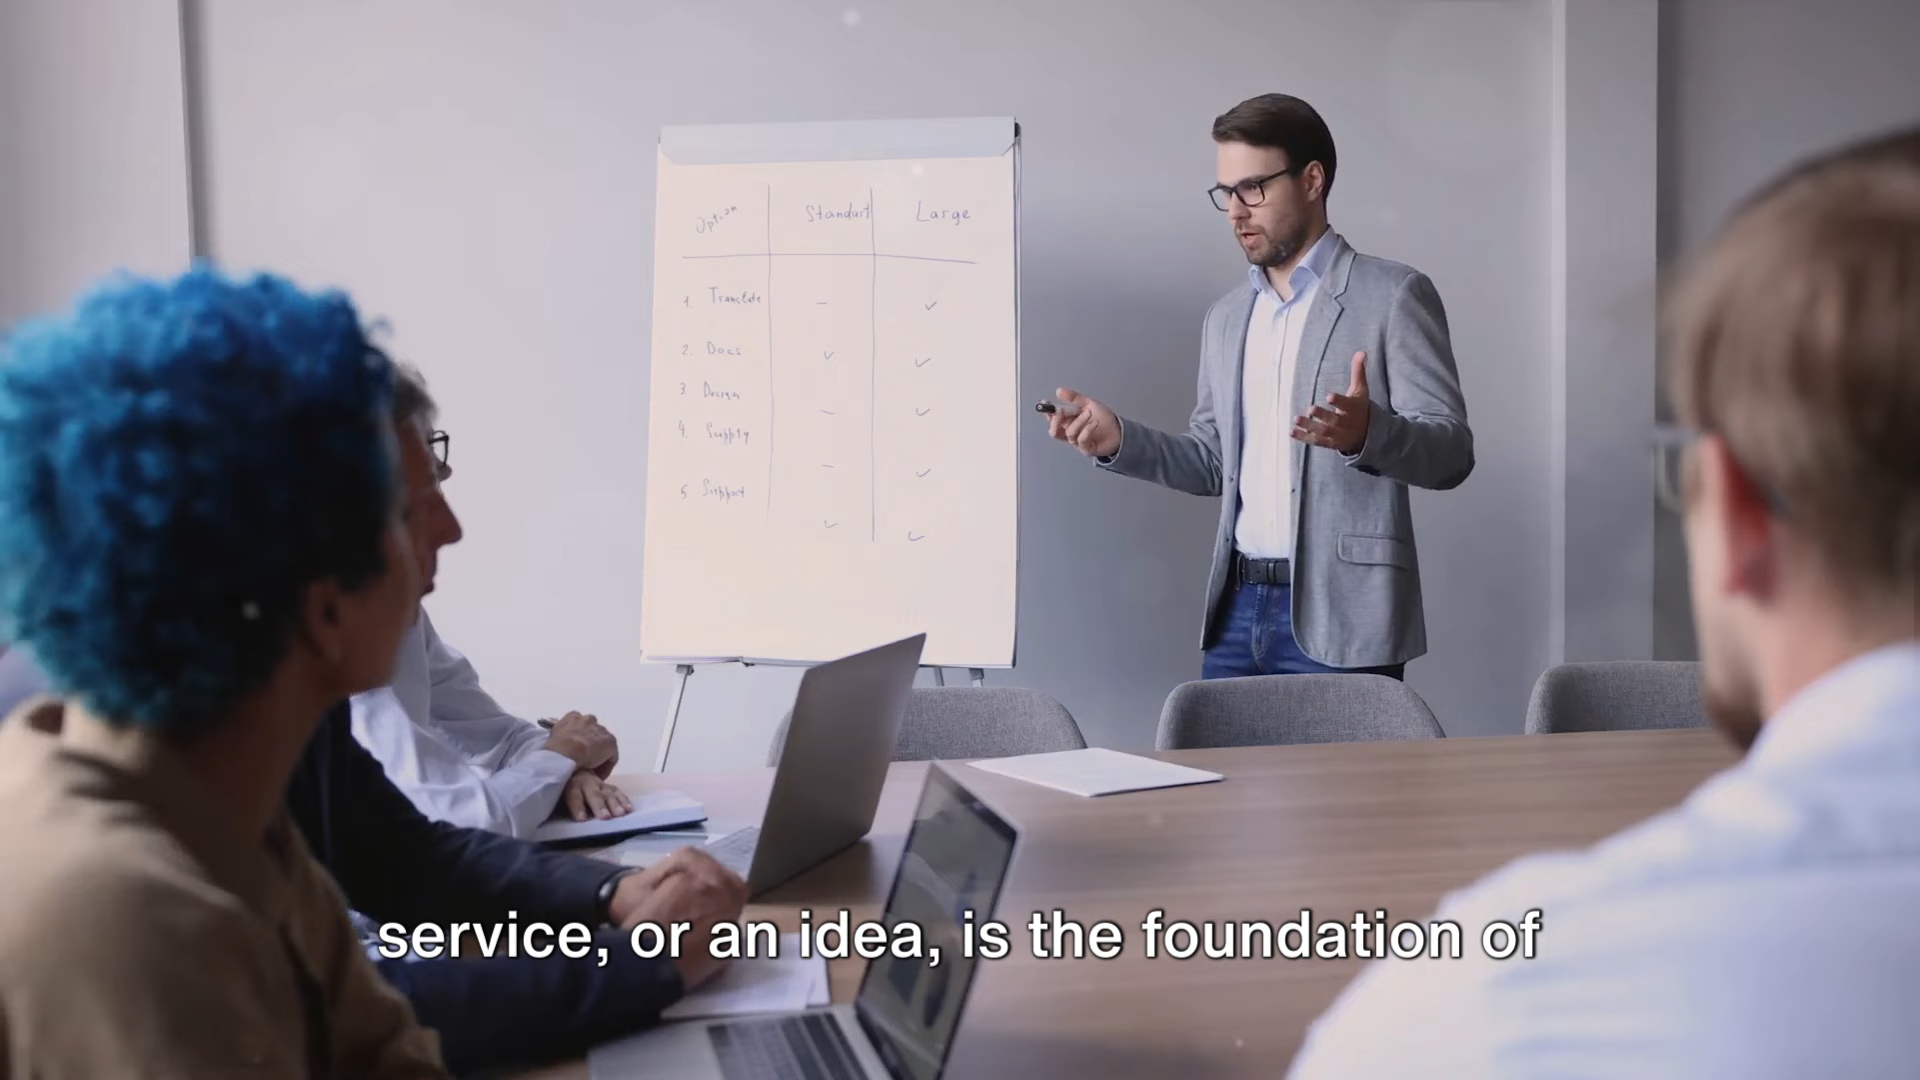 Option Standart Large
1. Translate – ✓
2. Docs ✓ ✓
3 Design – ✓
4. Supply – ✓
5 Support ✓ ✓
service, or an idea, is the foundation of